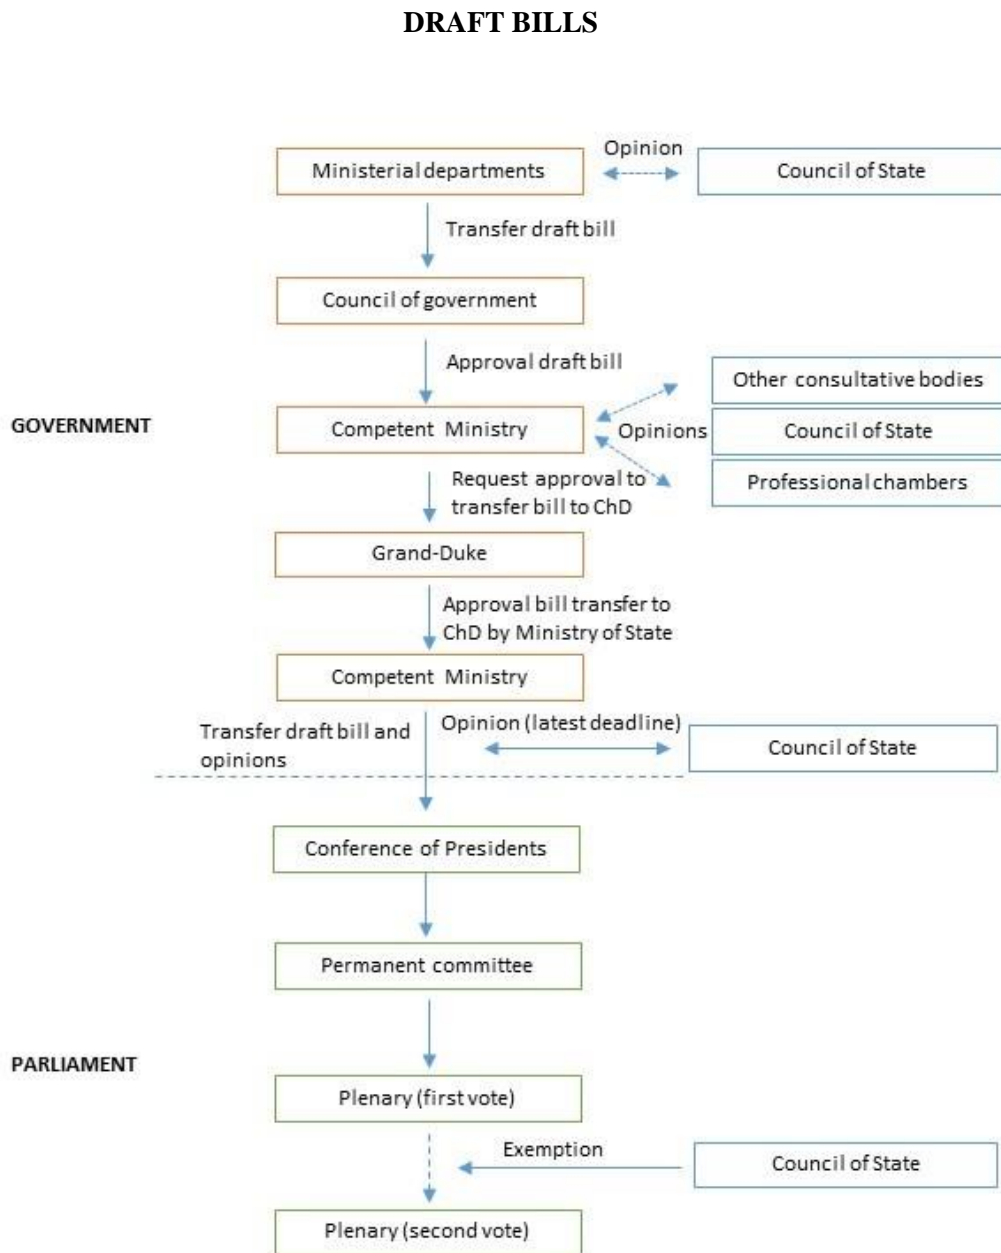 DRAFT BILLS
Opinion
Ministerial departments
Council of State
Transfer draft bill
Council of government
Approval draft bill
Other consultative bodies
GOVERNMENT
Competent Ministry
Opinions
Council of State
Request approval to
transfer bill to ChD
Professional chambers
Grand-Duke
Approval bill transfer to
ChD by Ministry of State
Competent Ministry
Transfer draft bill and
opinions
Opinion (latest deadline)
Council of State
Conference of Presidents
Permanent committee
PARLIAMENT
Plenary (first vote)
Exemption
Council of State
Plenary (second vote)